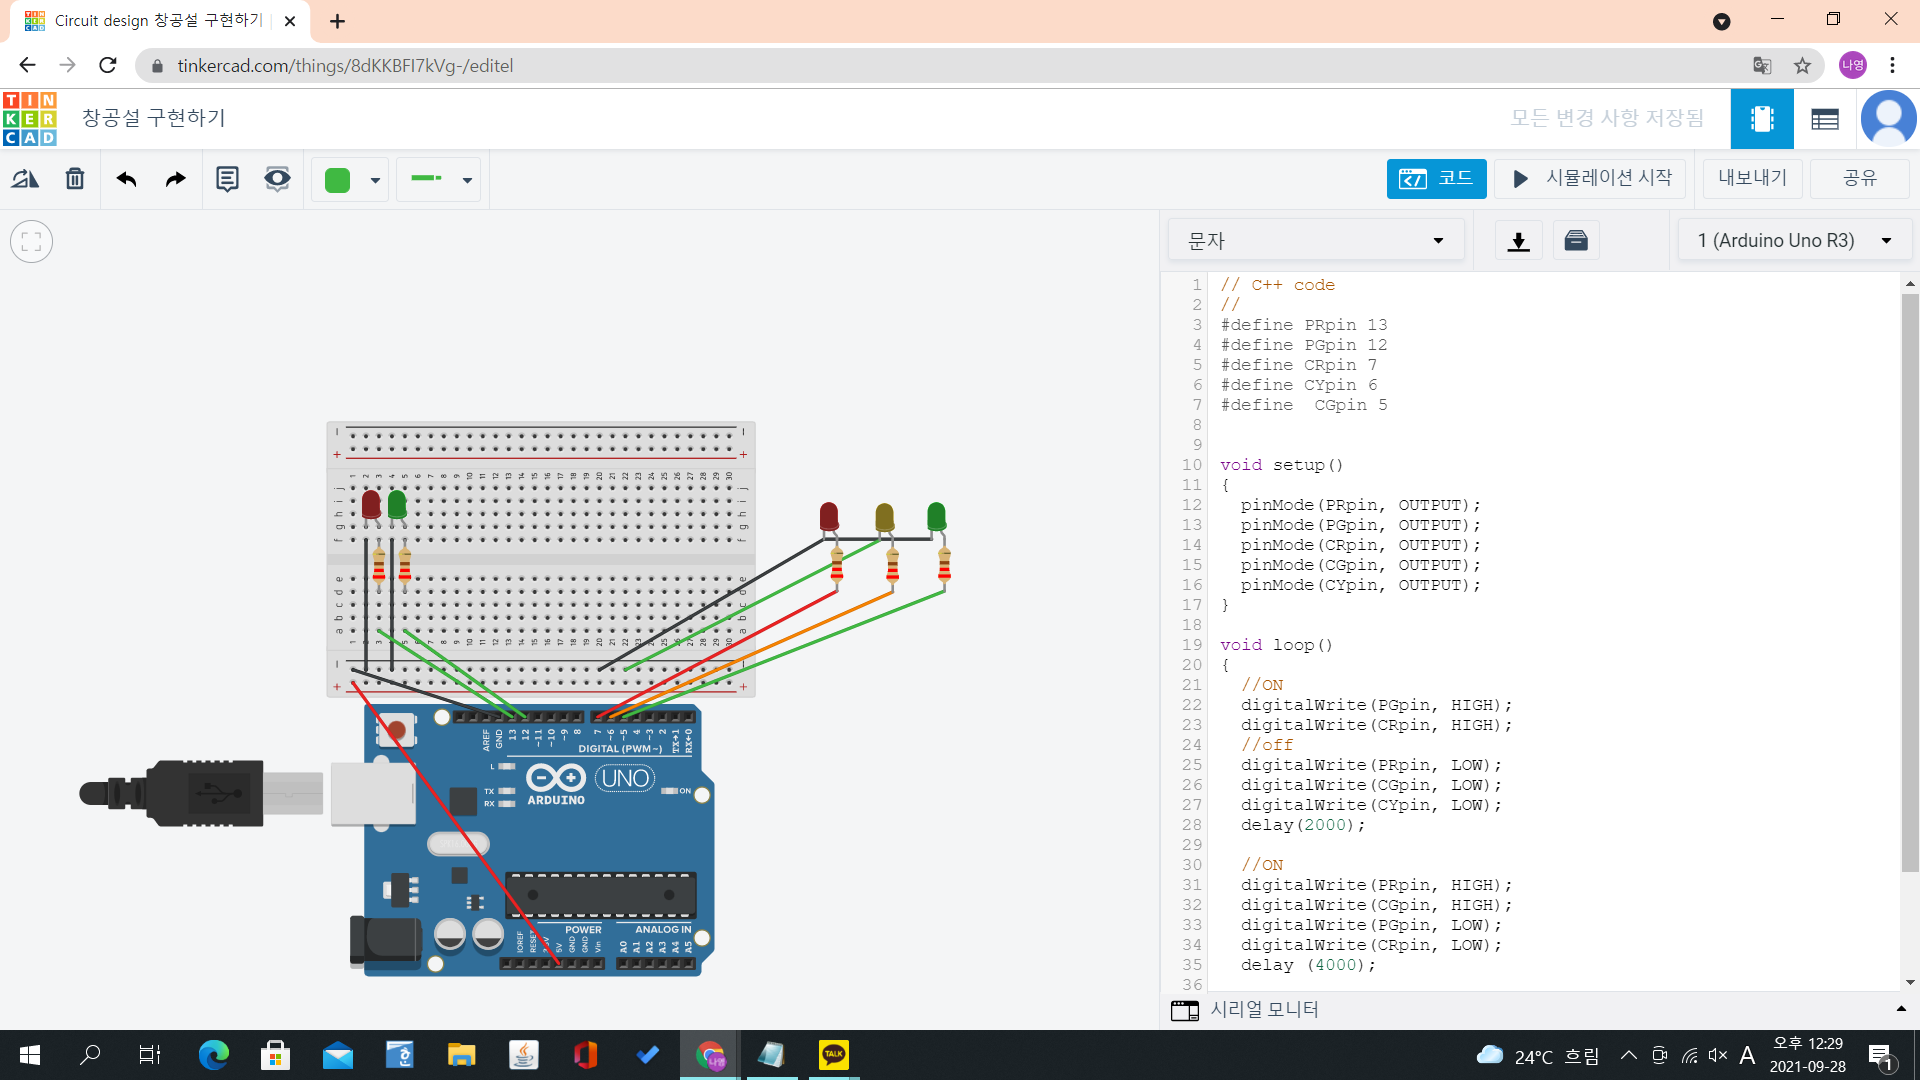 Circuit design 창공설 구현하기
tinkercad.com/things/8dKKBFI7kVg-/editel
나영
TIN
KER
CAD
창공설 구현하기
모든 변경 사항 저장됨
코드
시뮬레이션 시작
내보내기
공유
문자
1 (Arduino Uno R3)
1 // C++ code
2 //
3 #define PRpin 13
4 #define PGpin 12
5 #define CRpin 7
6 #define CYpin 6
7 #define  CGpin 5
8
9
10 void setup()
11 {
12 pinMode(PRpin, OUTPUT);
13 pinMode(PGpin, OUTPUT);
14 pinMode(CRpin, OUTPUT);
15 pinMode(CGpin, OUTPUT);
16 pinMode(CYpin, OUTPUT);
17 }
18
19 void loop()
20 {
21 //ON
22 digitalWrite(PGpin, HIGH);
23 digitalWrite(CRpin, HIGH);
24 //off
25 digitalWrite(PRpin, LOW);
26 digitalWrite(CGpin, LOW);
27 digitalWrite(CYpin, LOW);
28 delay(2000);
29
30 //ON
31 digitalWrite(PRpin, HIGH);
32 digitalWrite(CGpin, HIGH);
33 digitalWrite(PGpin, LOW);
34 digitalWrite(CRpin, LOW);
35 delay (4000);
36
시리얼 모니터
AREF GND 13 12 ~11 ~10 ~9 8 7 ~6 ~5 4 ~3 2 TX→1 RX←0
DIGITAL (PWM~)
L
TX
RX
UNO
ARDUINO
ON
POWER
ANALOG IN
IOREF RESET 5V GND GND Vin A0 A1 A2 A3 A4 A5
TALK
24°C 흐림
A
오후 12:29
2021-09-28
1